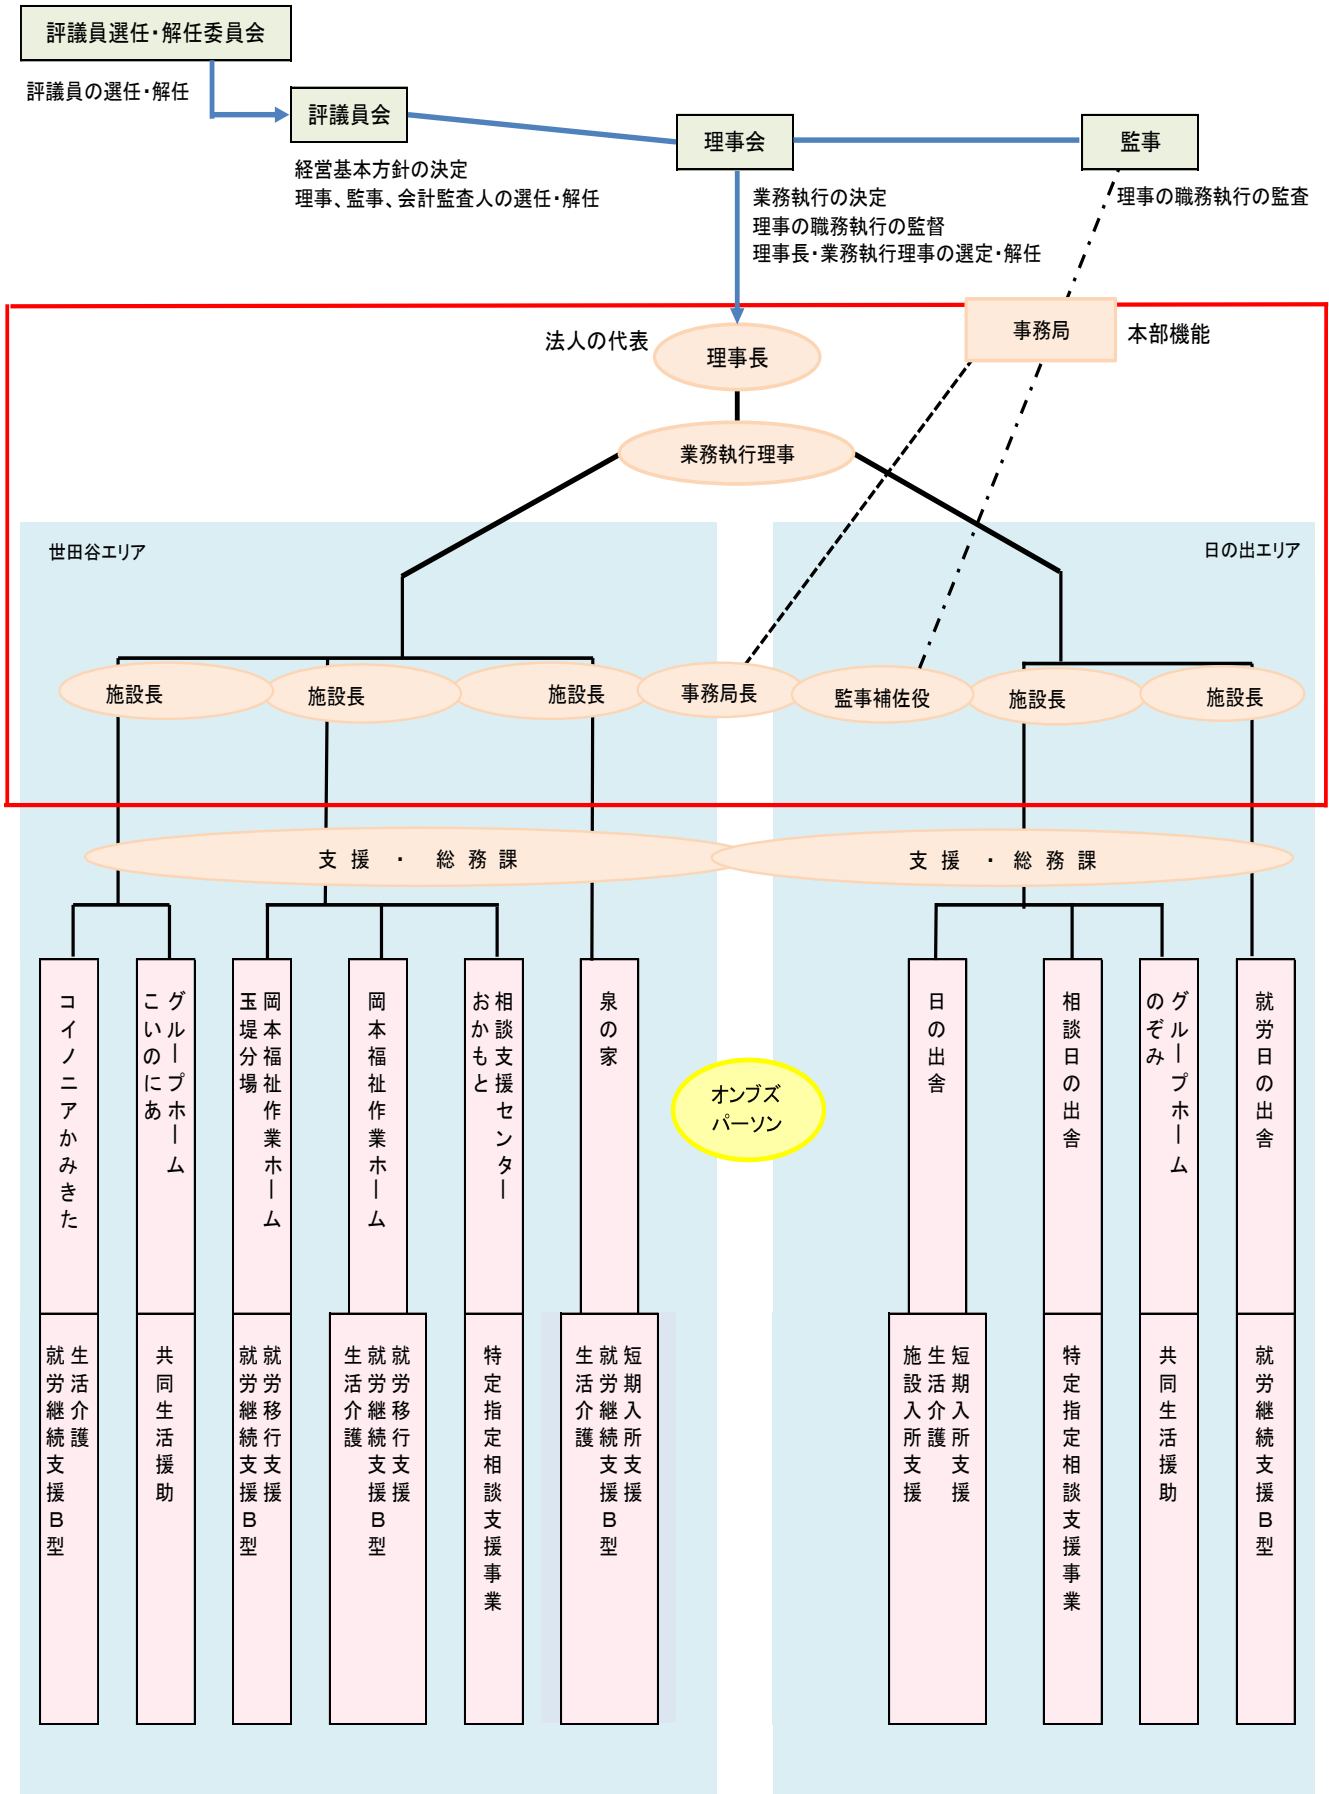 評議員選任・解任委員会
評議員の選任・解任
評議員会
経営基本方針の決定
理事、監事、会計監査人の選任・解任
理事会
業務執行の決定
理事の職務執行の監督
理事長・業務執行理事の選定・解任
監事
理事の職務執行の監査
法人の代表
理事長
事務局
本部機能
業務執行理事
世田谷エリア
日の出エリア
施設長
施設長
施設長
事務局長
監事補佐役
施設長
施設長
支援・総務課
支援・総務課
コイノニアかみきた
グループホーム
こいのにあ
岡本福祉作業ホーム
玉堤分場
岡本福祉作業ホーム
相談支援センター
おかもと
泉の家
オンブズ
パーソン
日の出舎
相談日の出舎
グループホーム
のぞみ
就労日の出舎
生活介護
就労継続支援B型
共同生活援助
就労移行支援
就労継続支援B型
就労移行支援
就労継続支援B型
生活介護
特定指定相談支援事業
短期入所支援
就労継続支援B型
生活介護
短期入所支援
生活介護
施設入所支援
特定指定相談支援事業
共同生活援助
就労継続支援B型